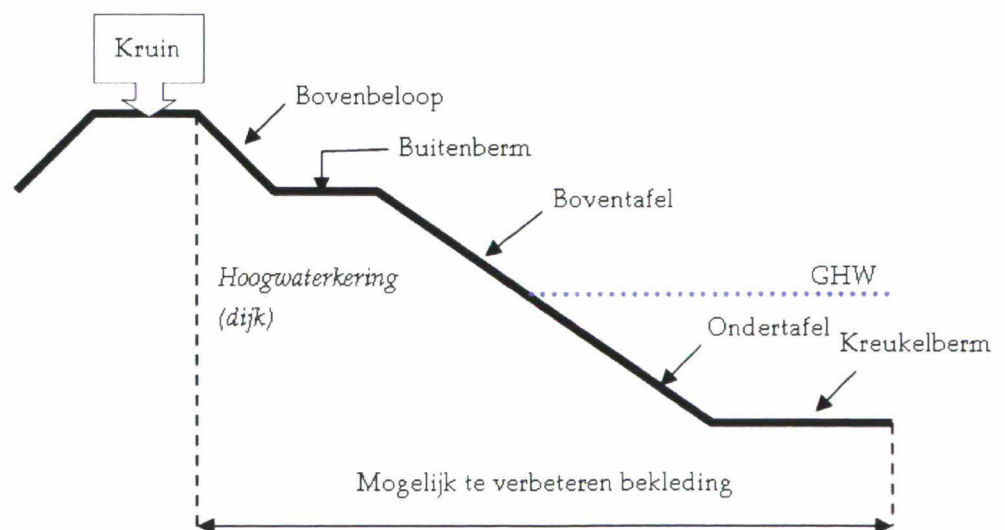 Kruin
Bovenbeloop
Buitenberm
Boventafel
Hoogwaterkering
(dijk)
GHW
Ondertafel
Kreukelberm
Mogelijk te verbeteren bekleding